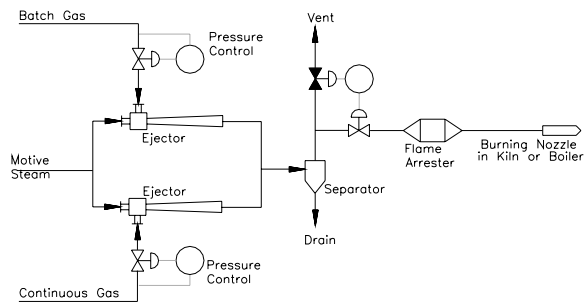 Batch Gas
Pressure
Control
Vent
Ejector
Motive
Steam
Ejector
Separator
Flame
Arrester
Burning Nozzle
in Kiln or Boiler
Drain
Pressure
Control
Continuous Gas